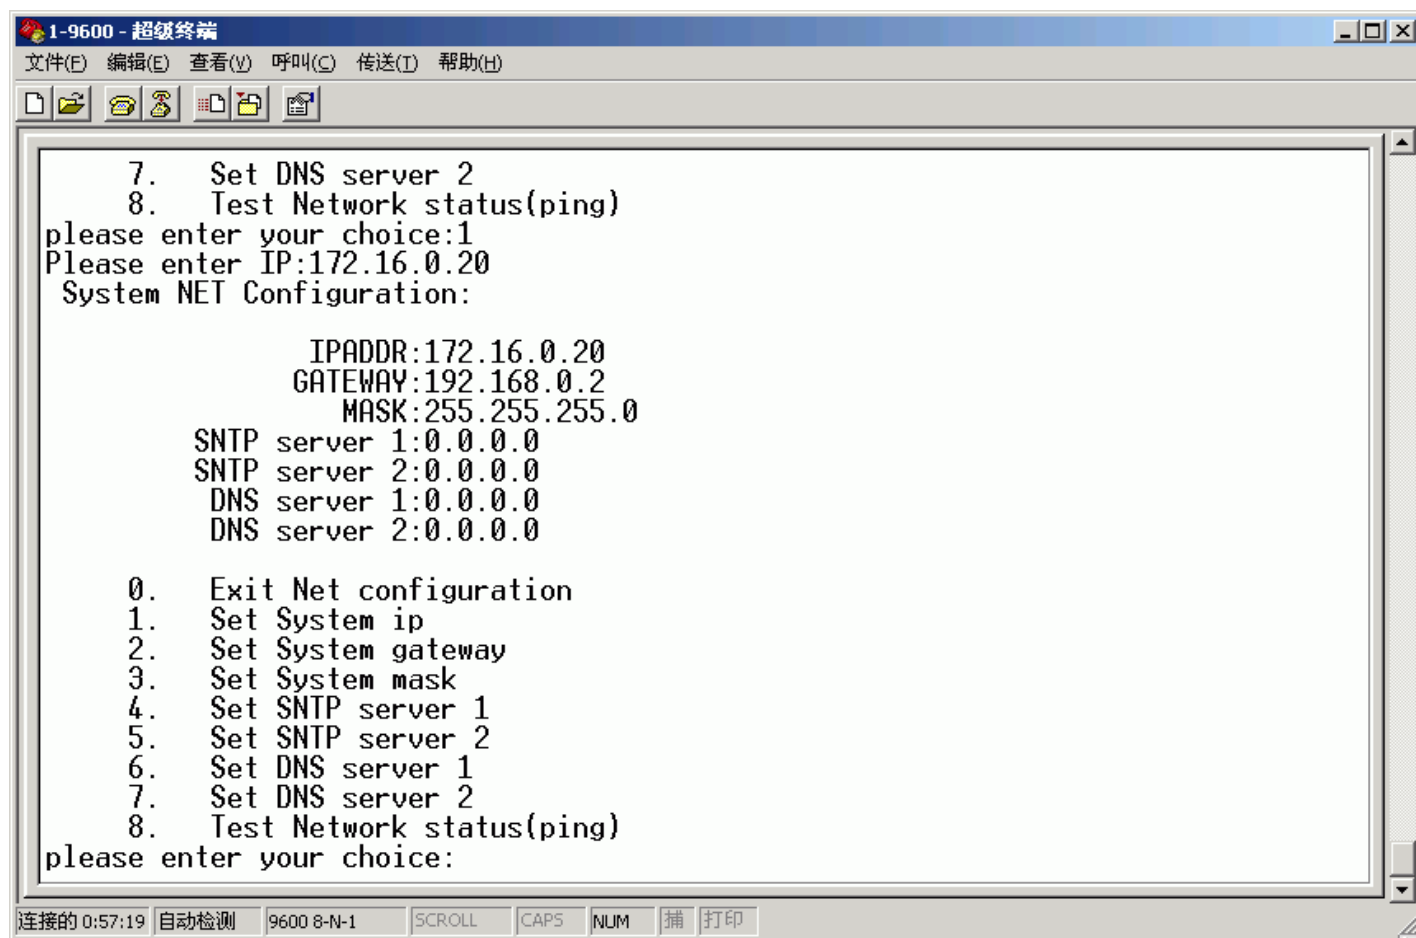 1-9600 - 超级终端
文件(F) 编辑(E) 查看(V) 呼叫(C) 传送(T) 帮助(H)
7. Set DNS server 2
8. Test Network status(ping)
please enter your choice:1
Please enter IP:172.16.0.20
System NET Configuration:
IPADDR:172.16.0.20
GATEWAY:192.168.0.2
MASK:255.255.255.0
SNTP server 1:0.0.0.0
SNTP server 2:0.0.0.0
DNS server 1:0.0.0.0
DNS server 2:0.0.0.0
0. Exit Net configuration
1. Set System ip
2. Set System gateway
3. Set System mask
4. Set SNTP server 1
5. Set SNTP server 2
6. Set DNS server 1
7. Set DNS server 2
8. Test Network status(ping)
please enter your choice:
连接的 0:57:19 自动检测 9600 8-N-1 SCROLL CAPS NUM 捕 打印